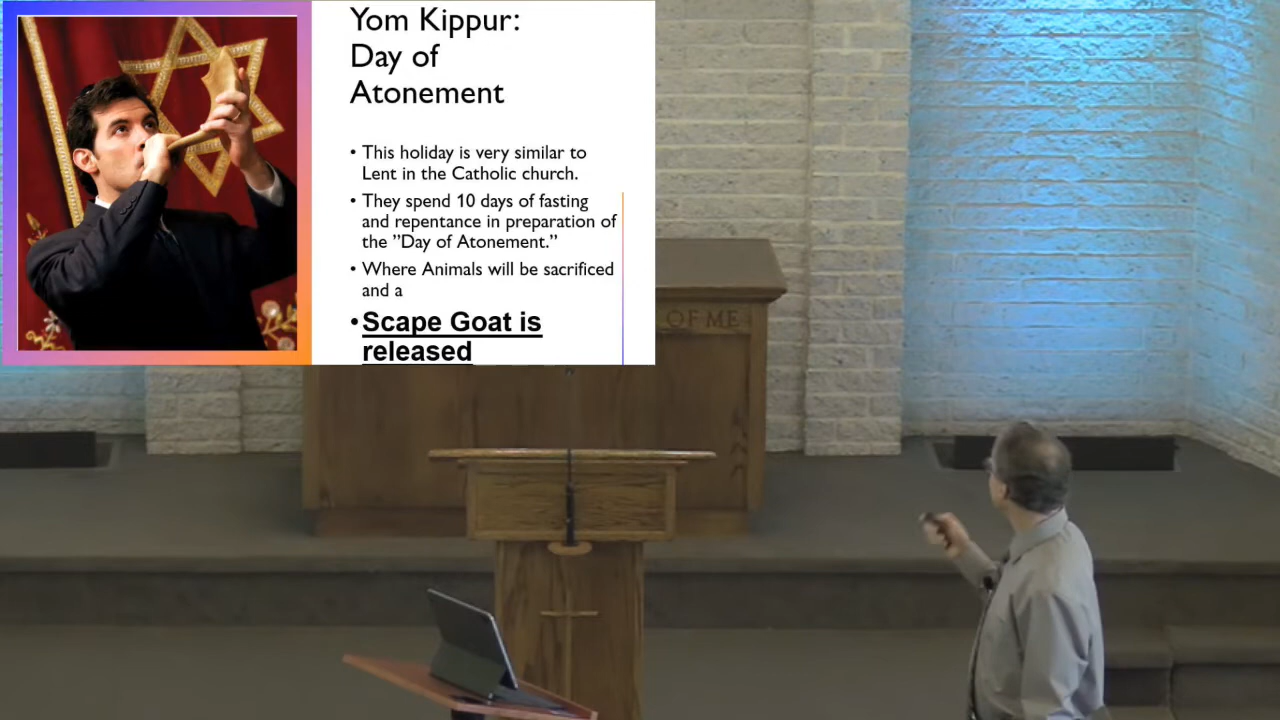 Yom Kippur:
Day of
Atonement
• This holiday is very similar to
Lent in the Catholic church.
• They spend 10 days of fasting
and repentance in preparation of
the ”Day of Atonement.”
• Where Animals will be sacrificed
and a
• Scape Goat is
released
OF ME